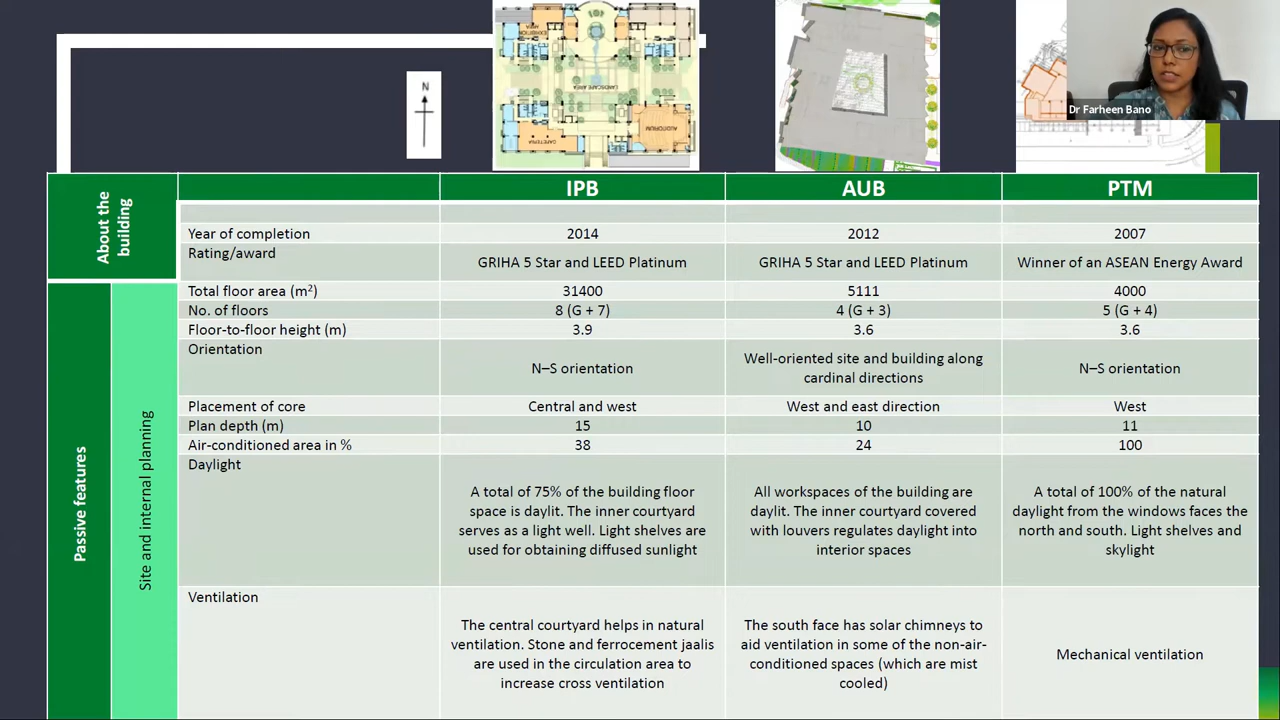 N
EXHIBITION
AREA
LANDSCAPE AREA
CAFETERIA
AUDITORIUM
Dr Farheen Bano
About the
building
IPB
AUB
PTM
Year of completion
2014
2012
2007
Rating/award
GRIHA 5 Star and LEED Platinum
GRIHA 5 Star and LEED Platinum
Winner of an ASEAN Energy Award
Passive features
Site and internal planning
Total floor area (m²)
31400
5111
4000
No. of floors
8 (G + 7)
4 (G + 3)
5 (G + 4)
Floor-to-floor height (m)
3.9
3.6
3.6
Orientation
N–S orientation
Well-oriented site and building along
cardinal directions
N–S orientation
Placement of core
Central and west
West and east direction
West
Plan depth (m)
15
10
11
Air-conditioned area in %
38
24
100
Daylight
A total of 75% of the building floor
space is daylit. The inner courtyard
serves as a light well. Light shelves are
used for obtaining diffused sunlight
All workspaces of the building are
daylit. The inner courtyard covered
with louvers regulates daylight into
interior spaces
A total of 100% of the natural
daylight from the windows faces the
north and south. Light shelves and
skylight
Ventilation
The central courtyard helps in natural
ventilation. Stone and ferrocement jaalis
are used in the circulation area to
increase cross ventilation
The south face has solar chimneys to
aid ventilation in some of the non-air-
conditioned spaces (which are mist
cooled)
Mechanical ventilation